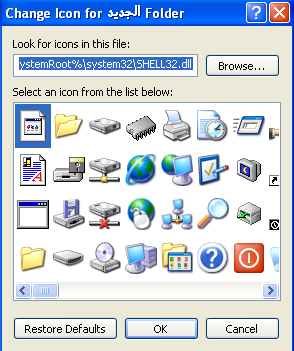 Change Icon for الجديد Folder
Look for icons in this file:
ystemRoot%\system32\SHELL32.dll
Browse...
Select an icon from the list below:
Restore Defaults OK Cancel